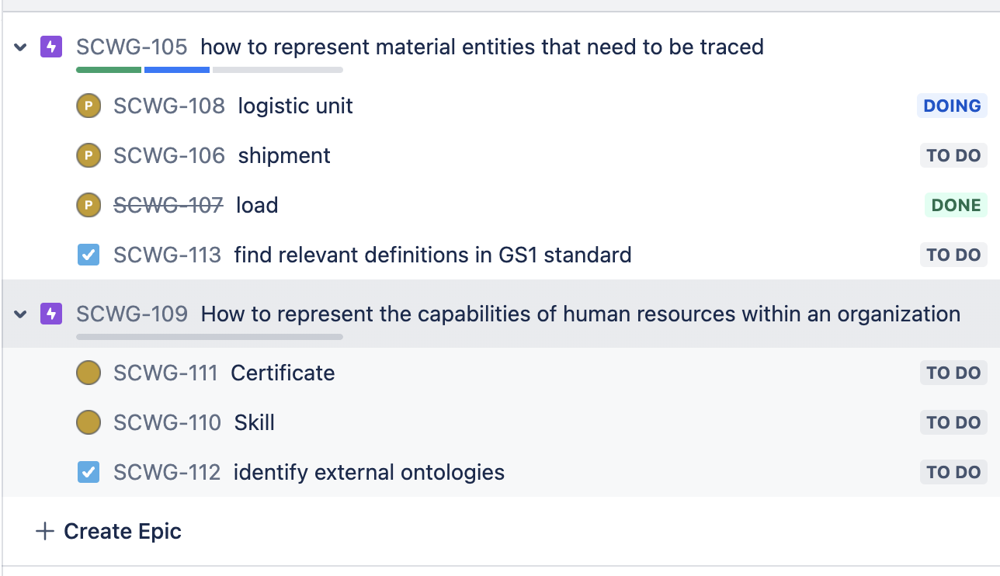 SCWG-105 how to represent material entities that need to be traced
P SCWG-108 logistic unit DOING
P SCWG-106 shipment TO DO
P SCWG-107 load DONE
SCWG-113 find relevant definitions in GS1 standard TO DO
SCWG-109 How to represent the capabilities of human resources within an organization
SCWG-111 Certificate TO DO
SCWG-110 Skill TO DO
SCWG-112 identify external ontologies TO DO
+ Create Epic